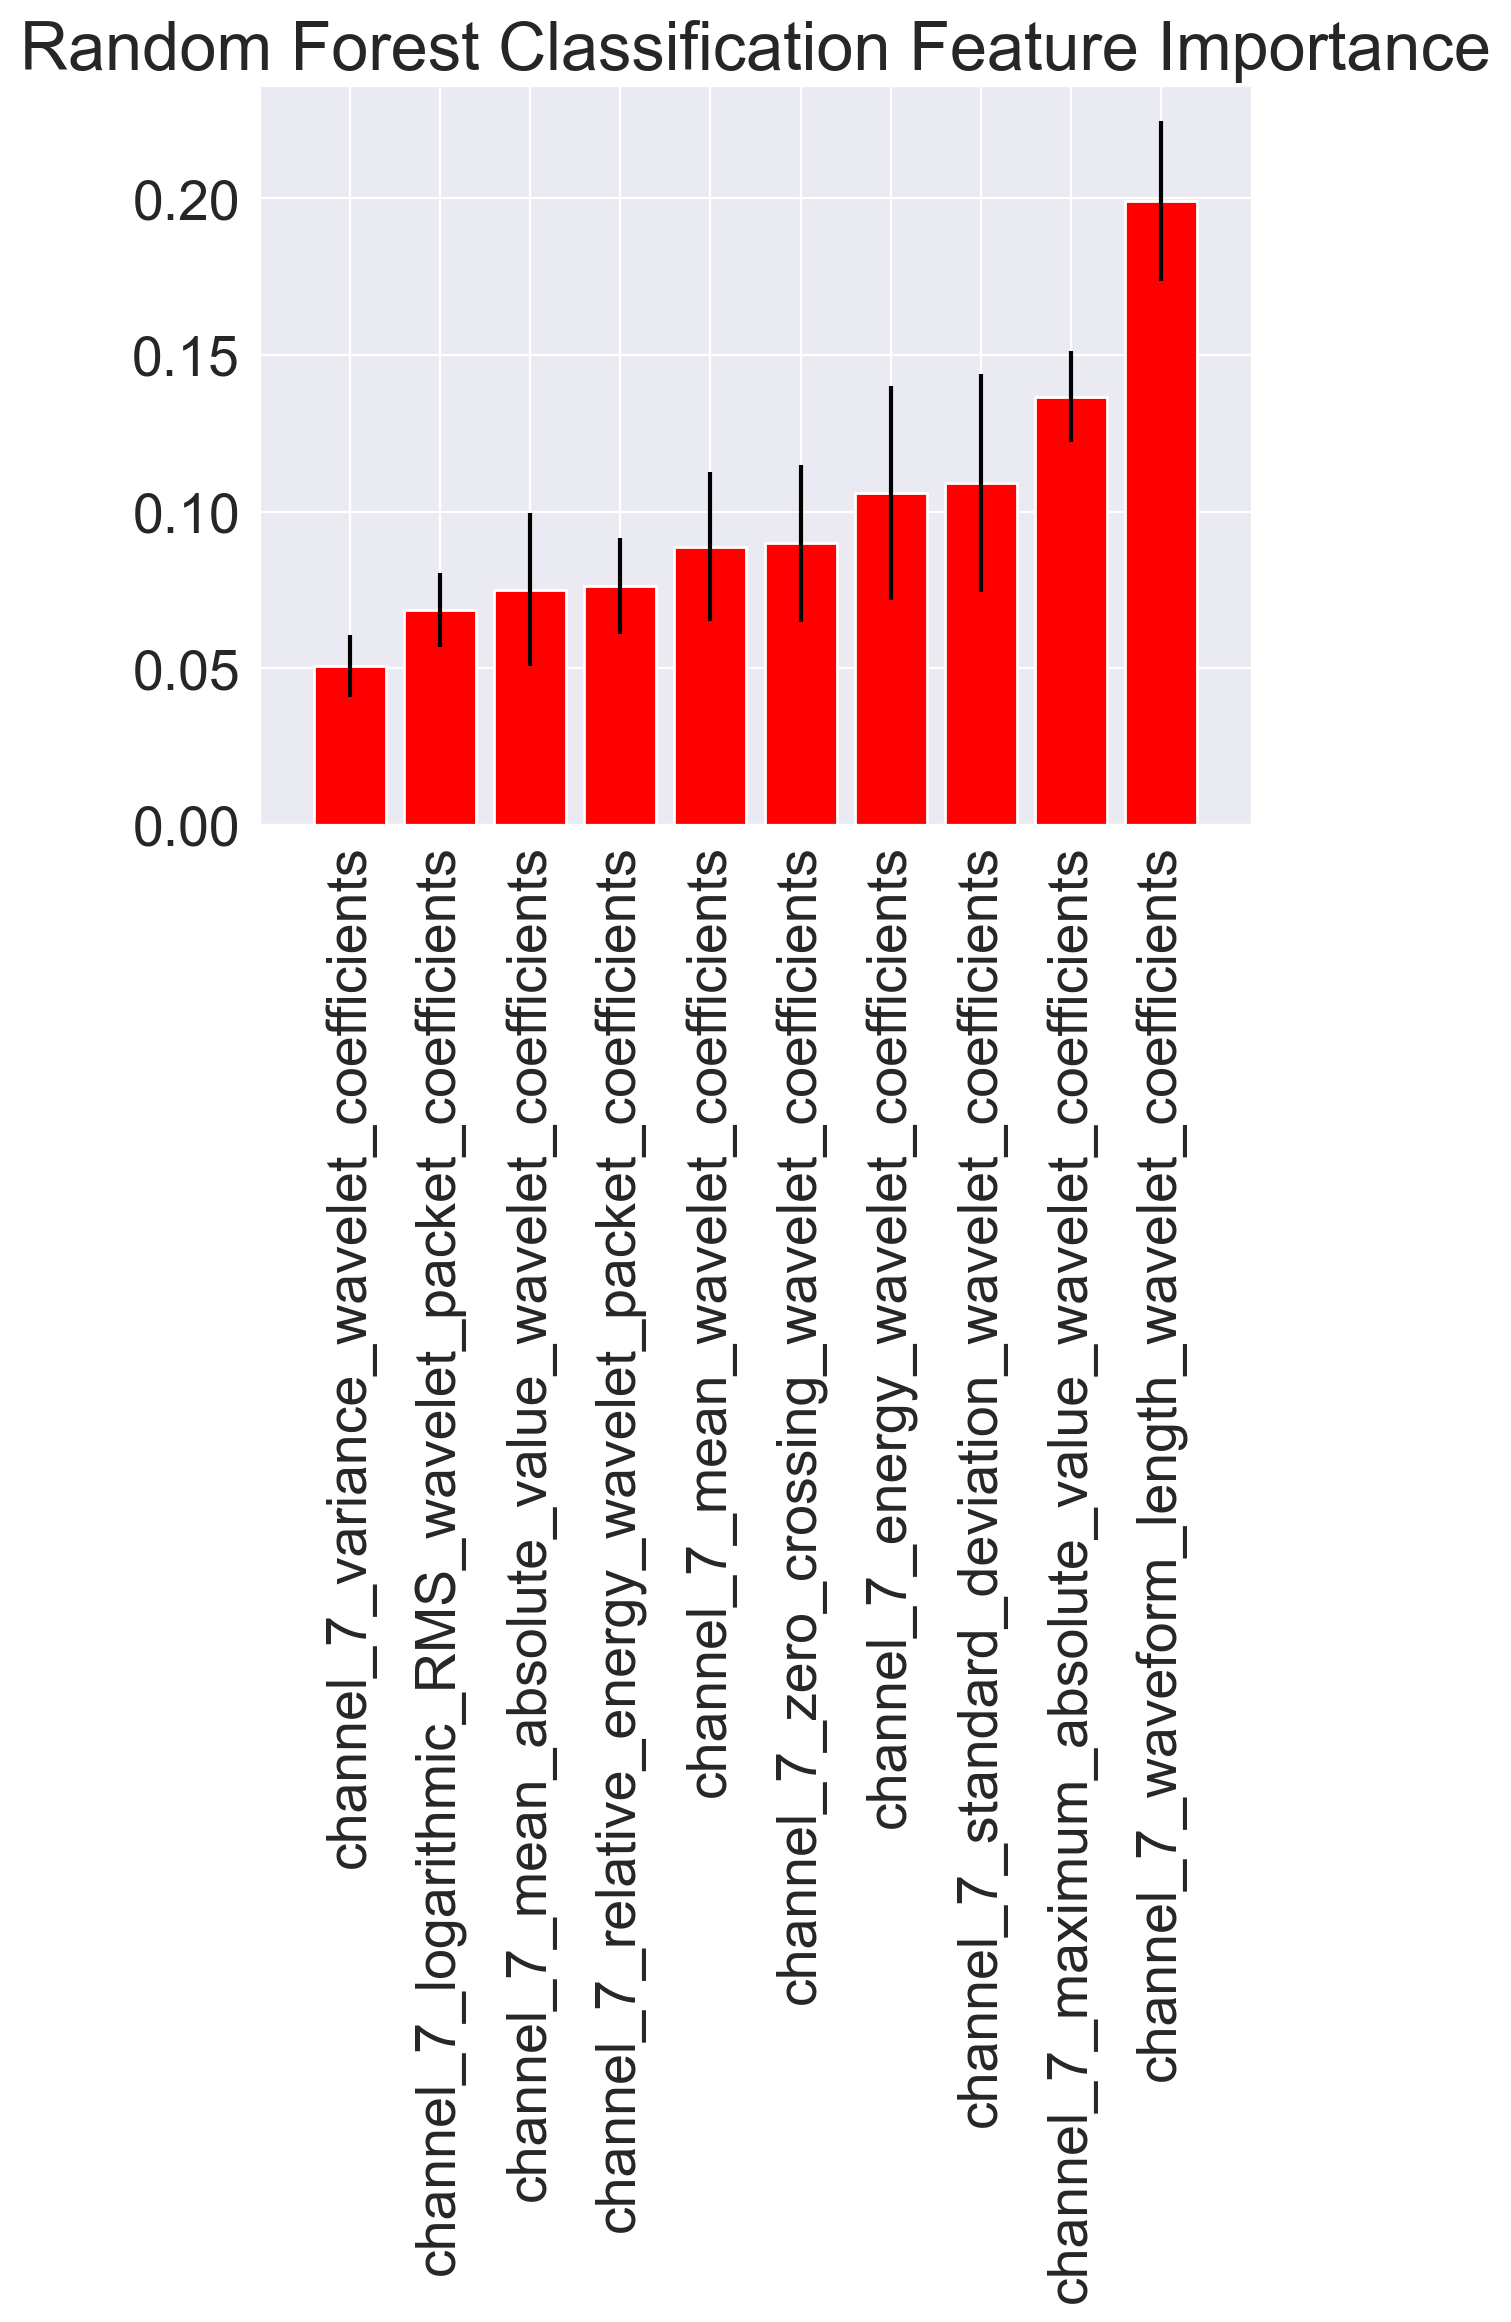 Random Forest Classification Feature Importance
0.20
0.15
0.10
0.05
0.00
channel_7_variance_wavelet_coefficients
channel_7_logarithmic_RMS_wavelet_packet_coefficients
channel_7_mean_absolute_value_wavelet_coefficients
channel_7_relative_energy_wavelet_packet_coefficients
channel_7_mean_wavelet_coefficients
channel_7_zero_crossing_wavelet_coefficients
channel_7_energy_wavelet_coefficients
channel_7_standard_deviation_wavelet_coefficients
channel_7_maximum_absolute_value_wavelet_coefficients
channel_7_waveform_length_wavelet_coefficients